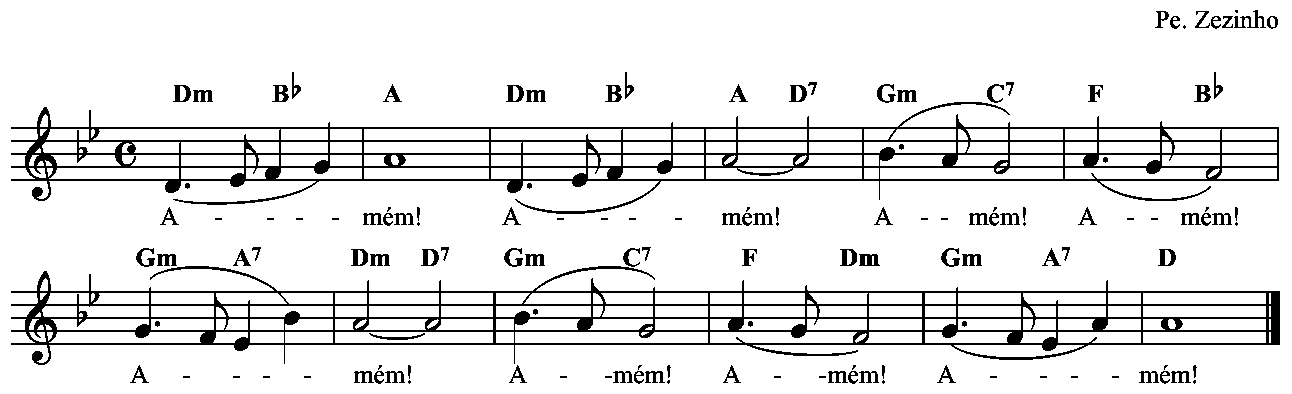 Pe. Zezinho
Dm B♭ A Dm B♭ A D7 Gm C7 F B♭
A- - - - mém! A - - - - mém! A - - mém! A - - mém!
Gm A7 Dm D7 Gm C7 F Dm Gm A7 D
A - - - - mém! A - -mém! A - -mém! A - - - - mém!